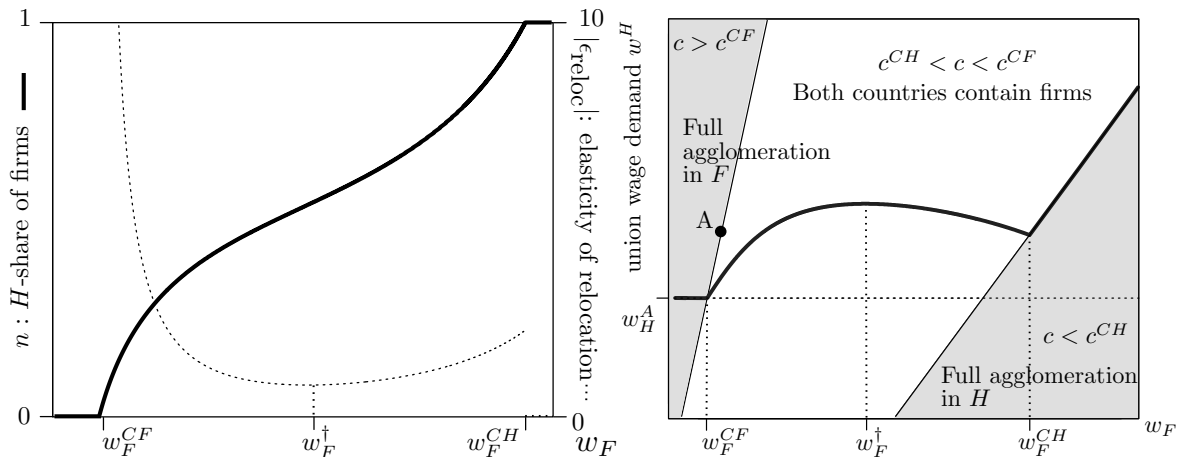 1
10
n : H-share of firms
|ϵ_reloc|: elasticity of relocation···
0
0
w_F^{CF}
w_F^†
w_F^{CH}
w_F
union wage demand w^H
c > c^{CF}
c^{CH} < c < c^{CF}
Both countries contain firms
Full
agglomeration
in F
A
w_H^A
c < c^{CH}
Full agglomeration
in H
w_F^{CF}
w_F^†
w_F^{CH}
w_F